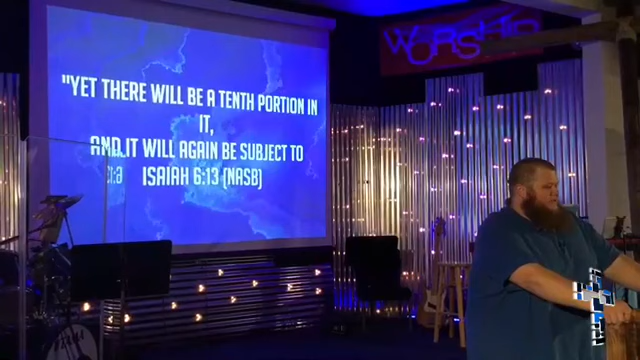 WORSHIP
"YET THERE WILL BE A TENTH PORTION IN
IT,
AND IT WILL AGAIN BE SUBJECT TO
ISAIAH 6:13 (NASB)